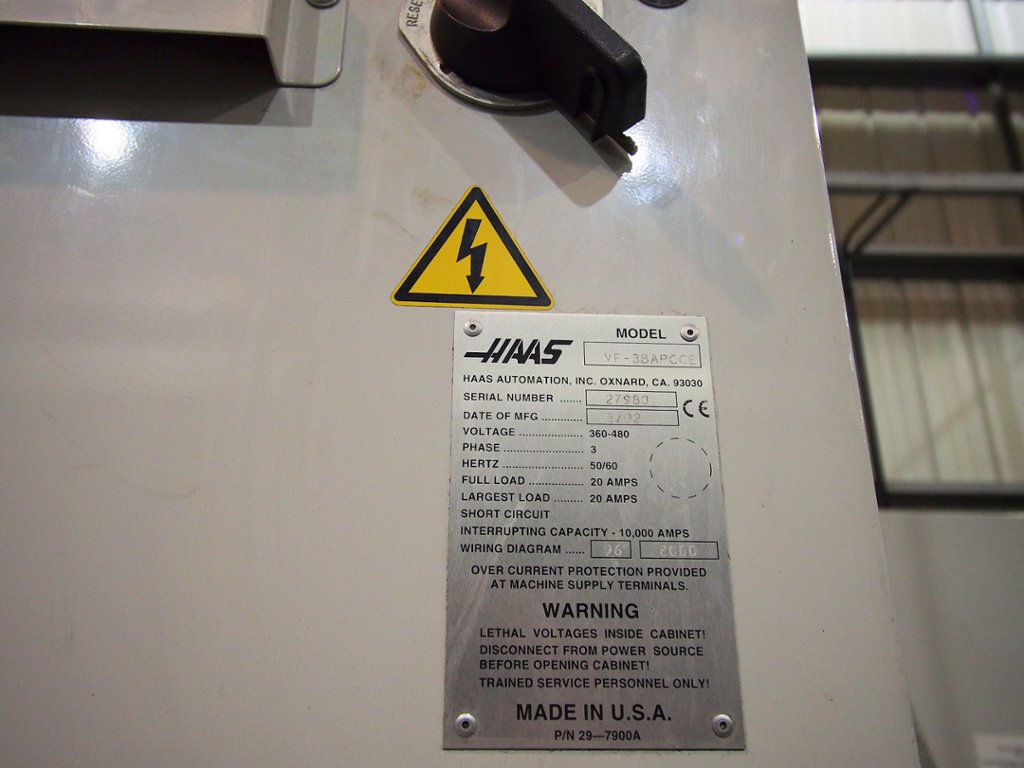 RESE
HAAS
MODEL
VF-3BAPCCE
HAAS AUTOMATION, INC. OXNARD, CA. 93030
SERIAL NUMBER ...... 27980
CE
DATE OF MFG ............. 3/02
VOLTAGE ...................... 360-480
PHASE ............................ 3
HERTZ ............................ 50/60
FULL LOAD ................... 20 AMPS
LARGEST LOAD ......... 20 AMPS
SHORT CIRCUIT
INTERRUPTING CAPACITY - 10,000 AMPS
WIRING DIAGRAM ......
OVER CURRENT PROTECTION PROVIDED
AT MACHINE SUPPLY TERMINALS.
WARNING
LETHAL VOLTAGES INSIDE CABINET!
DISCONNECT FROM POWER SOURCE
BEFORE OPENING CABINET!
TRAINED SERVICE PERSONNEL ONLY!
MADE IN U.S.A.
P/N 29—7900A